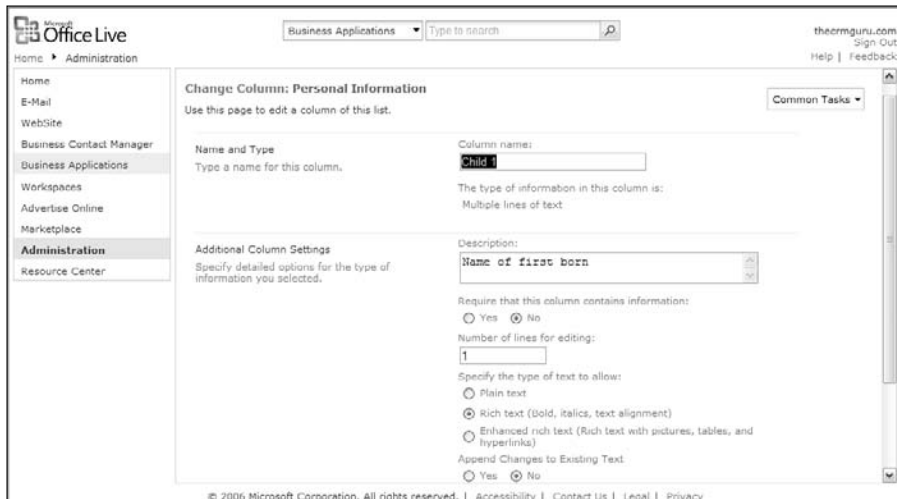 Microsoft
Office Live
Business Applications
Type to search
thecrmguru.com
Sign Out
Home Administration
Help | Feedback
Home
E-Mail
WebSite
Business Contact Manager
Business Applications
Workspaces
Advertise Online
Marketplace
Administration
Resource Center
Change Column: Personal Information
Common Tasks
Use this page to edit a column of this list.
Name and Type
Type a name for this column.
Column name:
Child 1
The type of information in this column is:
Multiple lines of text
Additional Column Settings
Specify detailed options for the type of
information you selected.
Description:
Name of first born
Require that this column contains information:
Yes No
Number of lines for editing:
1
Specify the type of text to allow:
Plain text
Rich text (Bold, italics, text alignment)
Enhanced rich text (Rich text with pictures, tables, and
hyperlinks)
Append Changes to Existing Text
Yes No
© 2006 Microsoft Corporation. All rights reserved. | Accessibility | Contact Us | Legal | Privacy